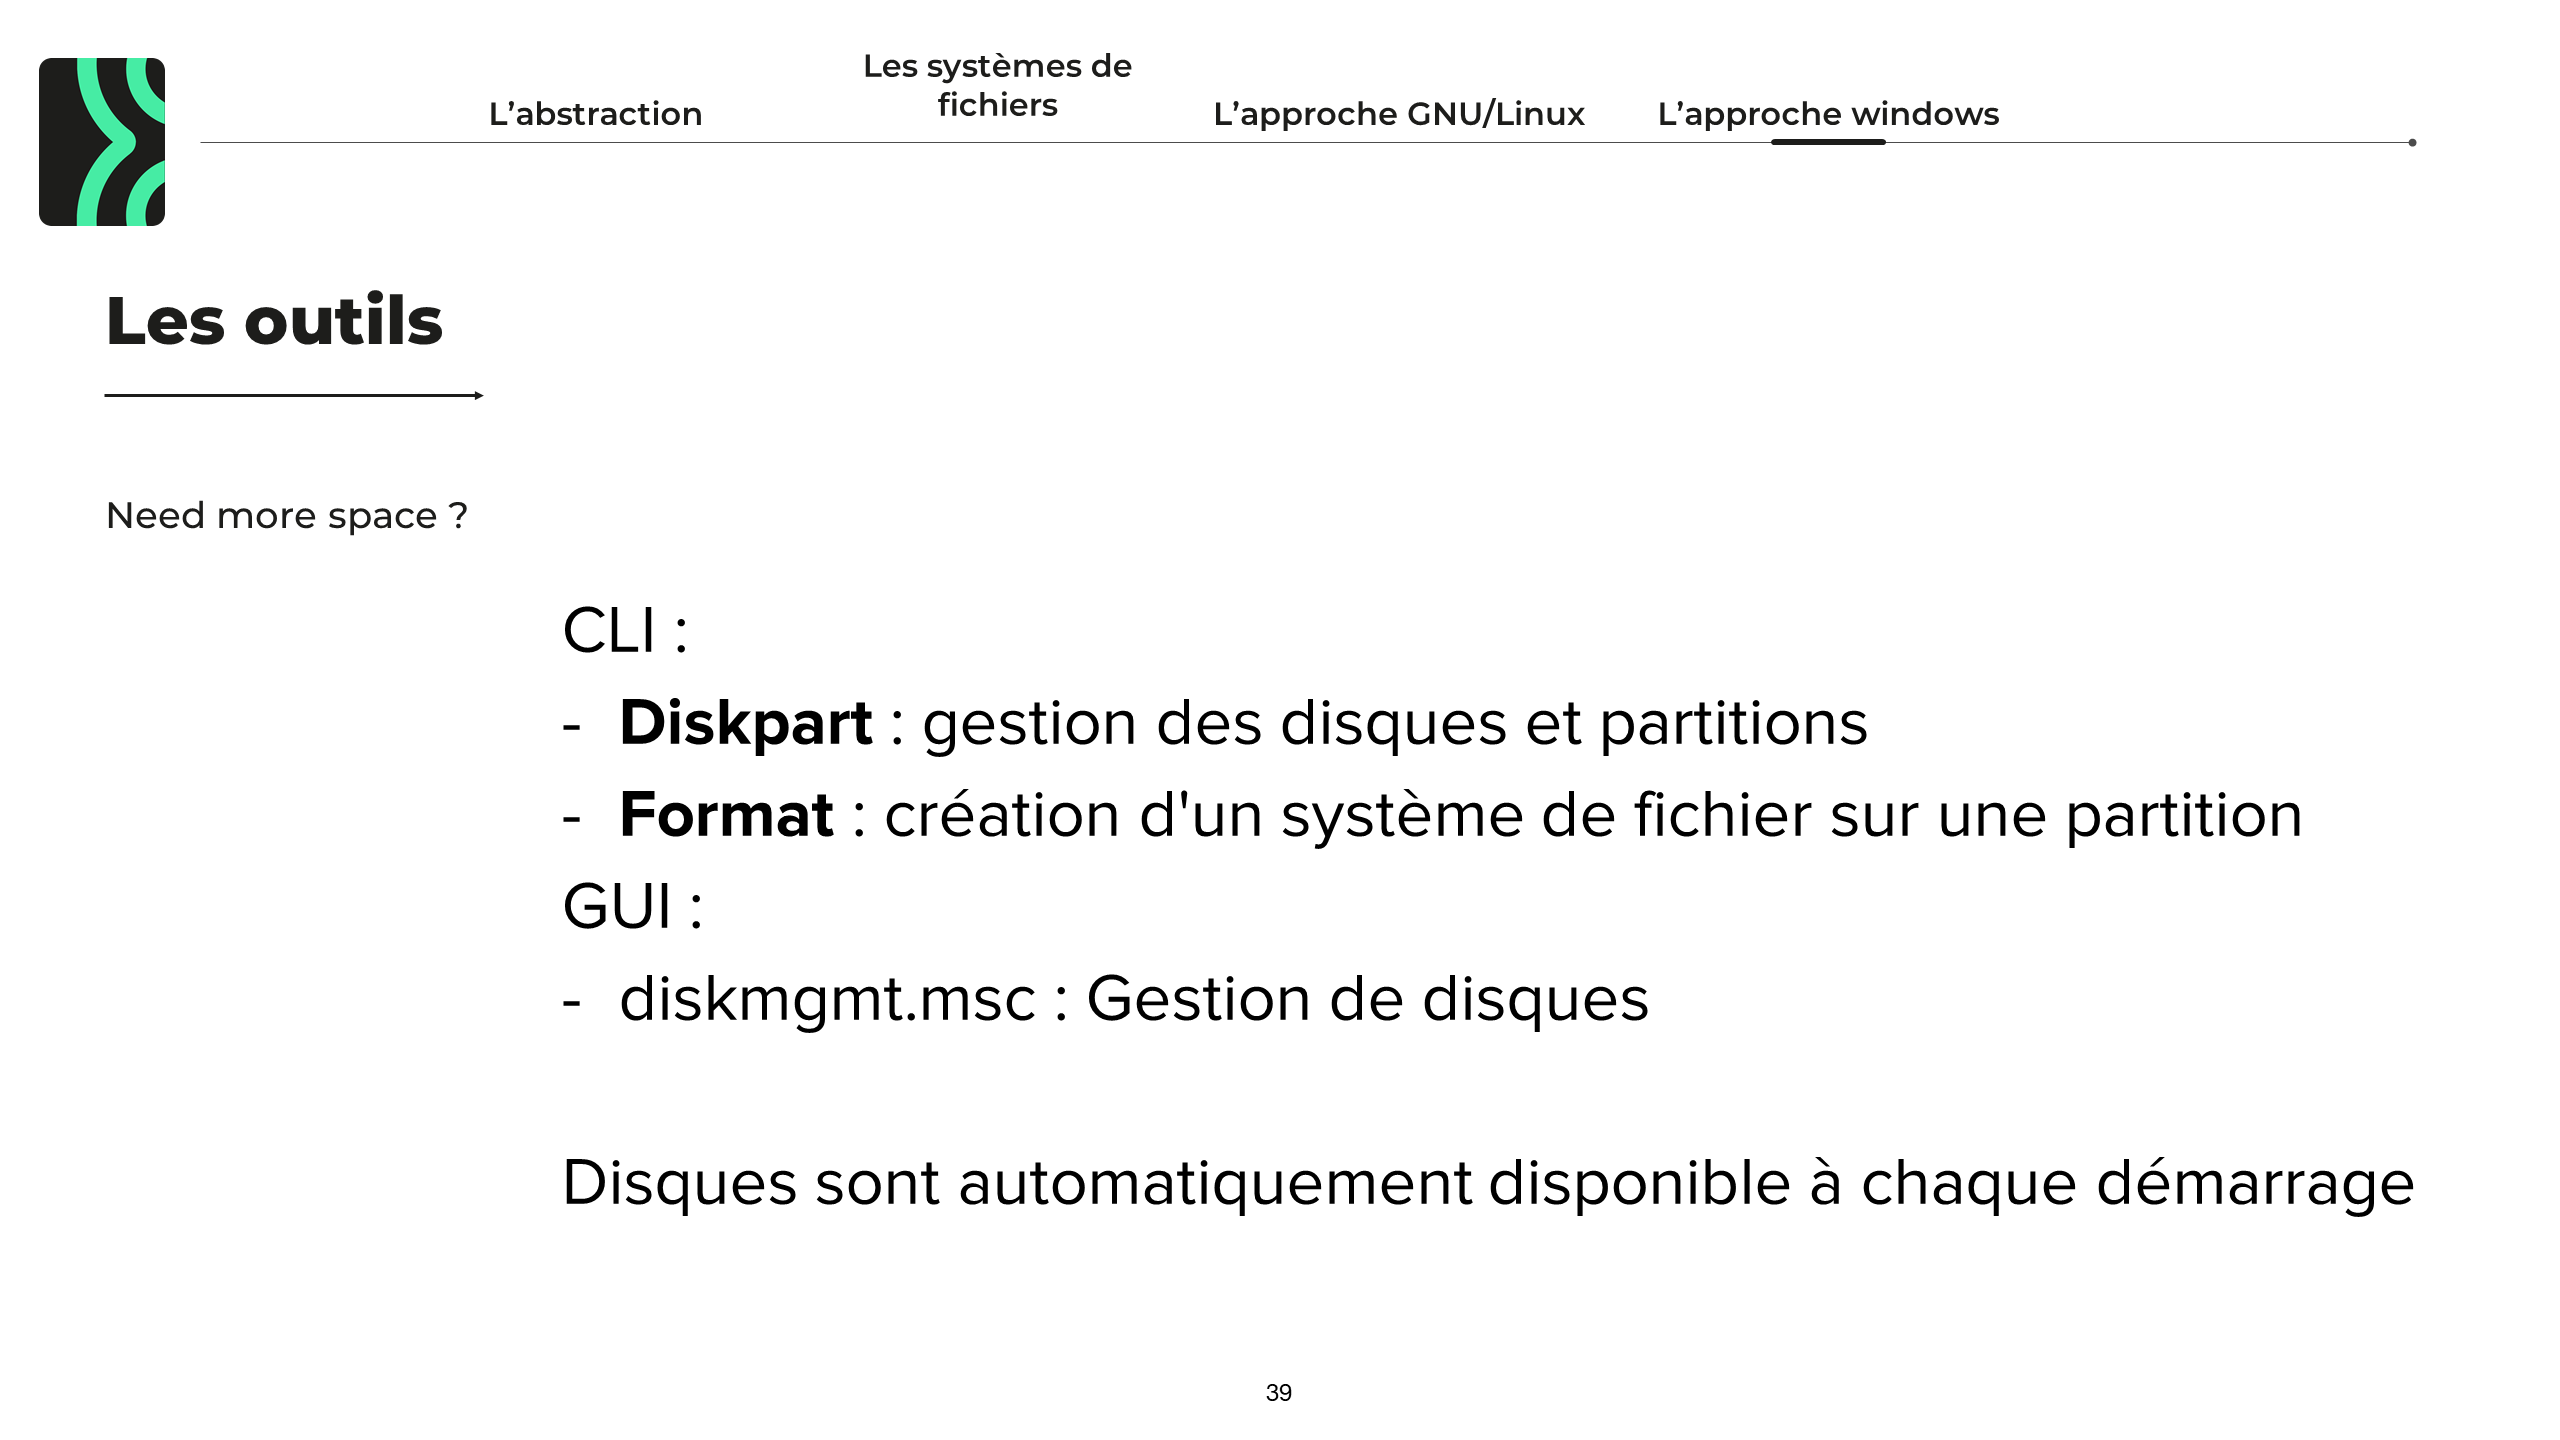 L’abstraction
Les systèmes de
fichiers
L’approche GNU/Linux
L’approche windows
Les outils
Need more space ?
CLI :
- Diskpart : gestion des disques et partitions
- Format : création d'un système de fichier sur une partition
GUI :
- diskmgmt.msc : Gestion de disques
Disques sont automatiquement disponible à chaque démarrage
39